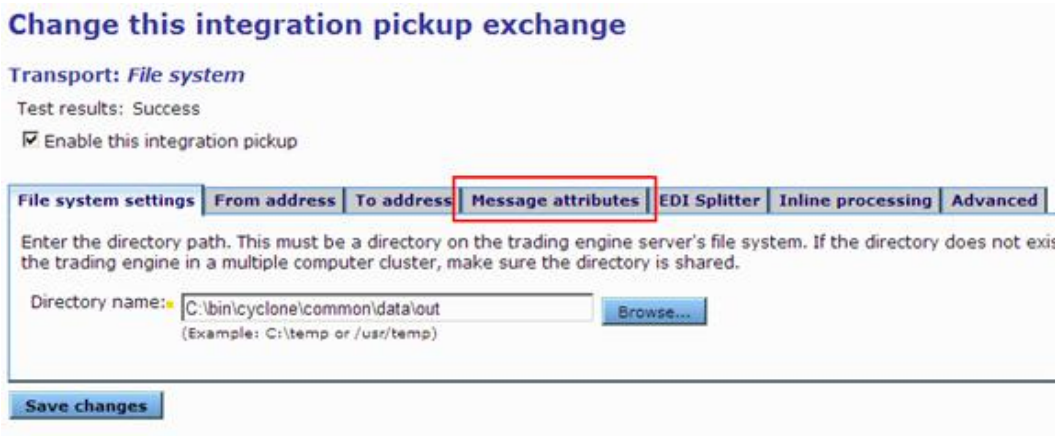 Change this integration pickup exchange
Transport: File system
Test results: Success
Enable this integration pickup
File system settings From address To address Message attributes EDI Splitter Inline processing Advanced
Enter the directory path. This must be a directory on the trading engine server's file system. If the directory does not exis
the trading engine in a multiple computer cluster, make sure the directory is shared.
Directory name: C:\bin\cyclone\common\data\out Browse...
(Example: C:\temp or /usr/temp)
Save changes